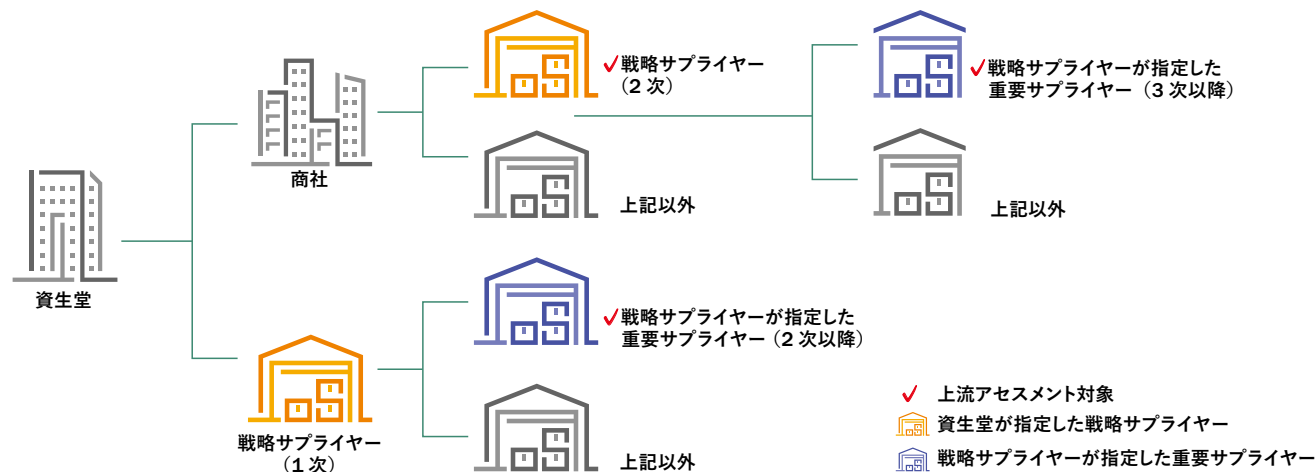 資生堂
商社
戦略サプライヤー
（1次）
戦略サプライヤー
（2次）
上記以外
戦略サプライヤーが指定した
重要サプライヤー（3次以降）
上記以外
戦略サプライヤーが指定した
重要サプライヤー（2次以降）
上記以外
上流アセスメント対象
資生堂が指定した戦略サプライヤー
戦略サプライヤーが指定した重要サプライヤー